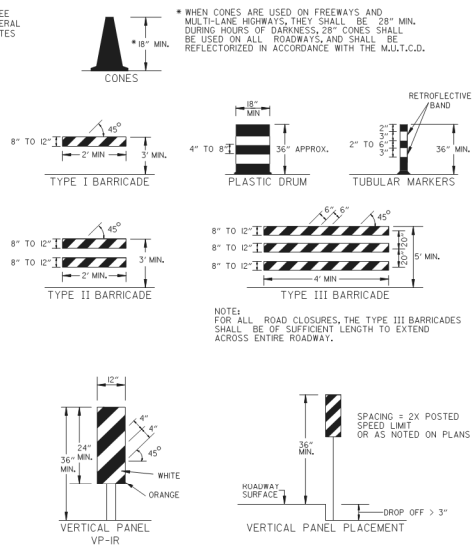 EE
ERAL
TES
* WHEN CONES ARE USED ON FREEWAYS AND
MULTI-LANE HIGHWAYS, THEY SHALL BE 28" MIN.
DURING HOURS OF DARKNESS, 28" CONES SHALL
BE USED ON ALL ROADWAYS, AND SHALL BE
REFLECTORIZED IN ACCORDANCE WITH THE M.U.T.C.D.
* 18" MIN.
CONES
45°
8" TO 12"
2' MIN
3' MIN.
TYPE I BARRICADE
18"
MIN
4" TO 8"
36" APPROX.
PLASTIC DRUM
RETROFLECTIVE
BAND
2"
3"
2" TO 6"
3"
36" MIN.
TUBULAR MARKERS
45°
8" TO 12"
8" TO 12"
2' MIN.
3' MIN.
TYPE II BARRICADE
6" 6" 45°
8" TO 12"
8" TO 12"
8" TO 12"
20"
20"
5' MIN.
4' MIN
TYPE III BARRICADE
NOTE:
FOR ALL ROAD CLOSURES, THE TYPE III BARRICADES
SHALL BE OF SUFFICIENT LENGTH TO EXTEND
ACROSS ENTIRE ROADWAY.
12"
4"
4"
45°
24"
MIN.
36"
MIN.
WHITE
ORANGE
VERTICAL PANEL
VP-IR
36"
MIN.
SPACING = 2X POSTED
SPEED LIMIT
OR AS NOTED ON PLANS
ROADWAY
SURFACE
DROP OFF > 3"
VERTICAL PANEL PLACEMENT